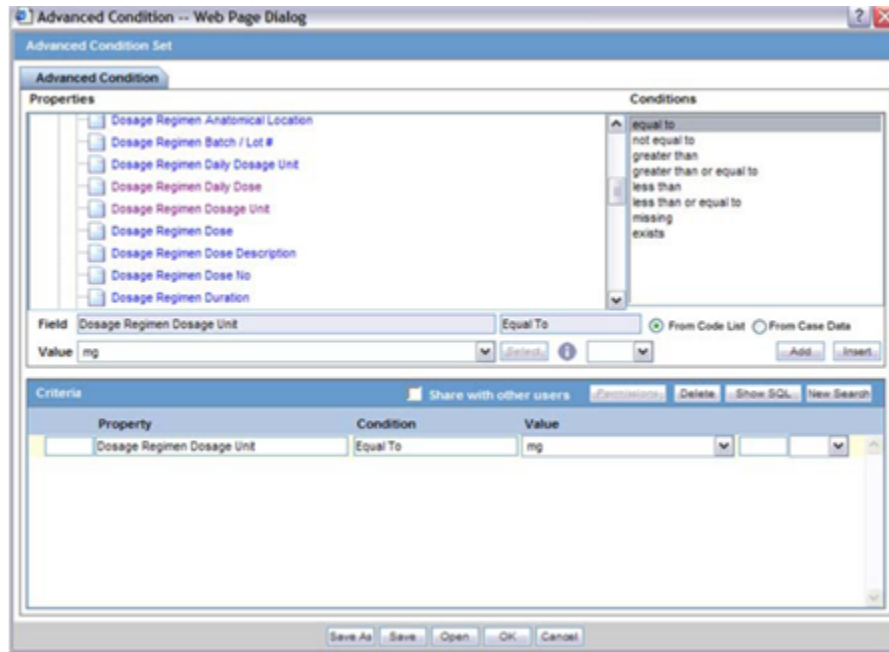 Advanced Condition -- Web Page Dialog
Advanced Condition Set
Advanced Condition
Properties Conditions
Dosage Regimen Anatomical Location
Dosage Regimen Batch / Lot #
Dosage Regimen Daily Dosage Unit
Dosage Regimen Daily Dose
Dosage Regimen Dosage Unit
Dosage Regimen Dose
Dosage Regimen Dose Description
Dosage Regimen Dose No
Dosage Regimen Duration
equal to
not equal to
greater than
greater than or equal to
less than
less than or equal to
missing
exists
Field Dosage Regimen Dosage Unit Equal To From Code List From Case Data
Value mg Select Add Insert
Criteria Share with other users Permissions Delete Show SQL New Search
Property Condition Value
Dosage Regimen Dosage Unit Equal To mg
Save As Save Open OK Cancel